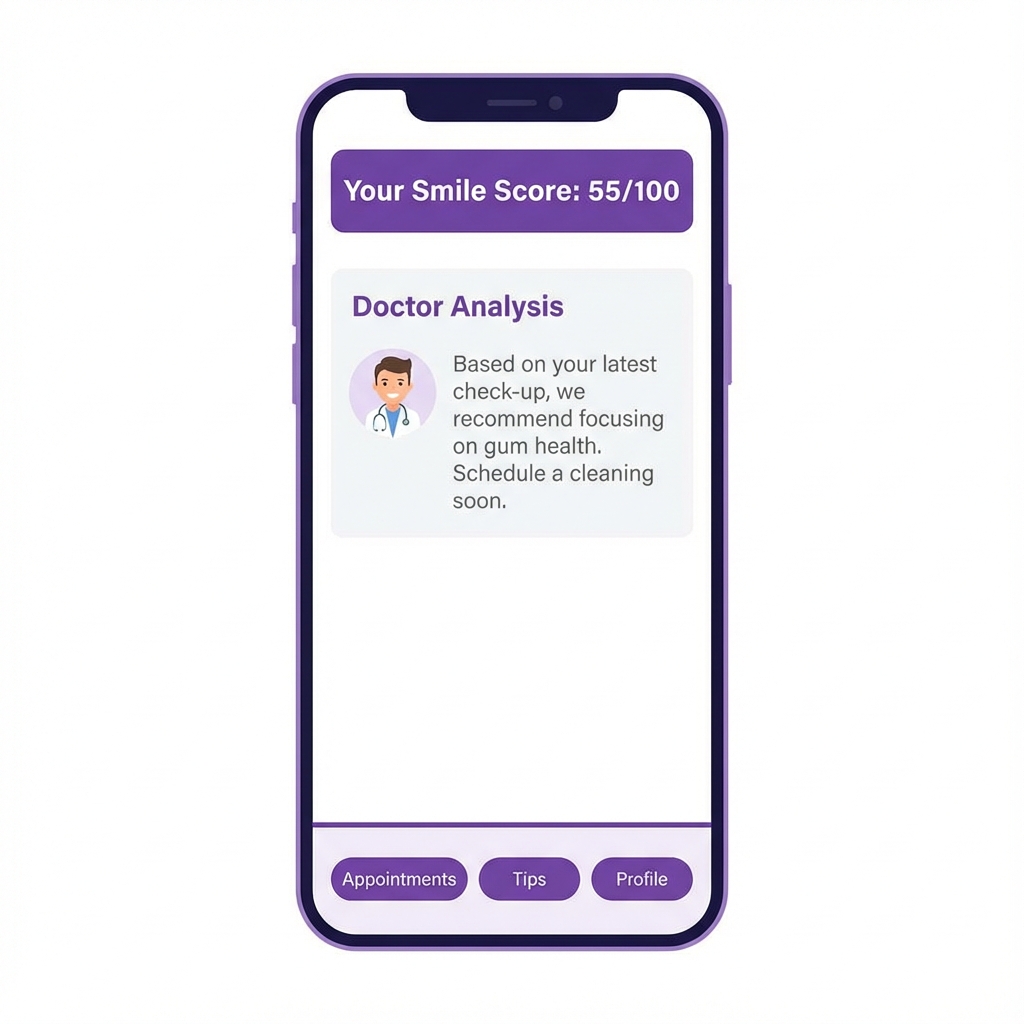 Your Smile Score: 55/100
Doctor Analysis
Based on your latest
check-up, we
recommend focusing
on gum health.
Schedule a cleaning
soon.
Appointments
Tips
Profile